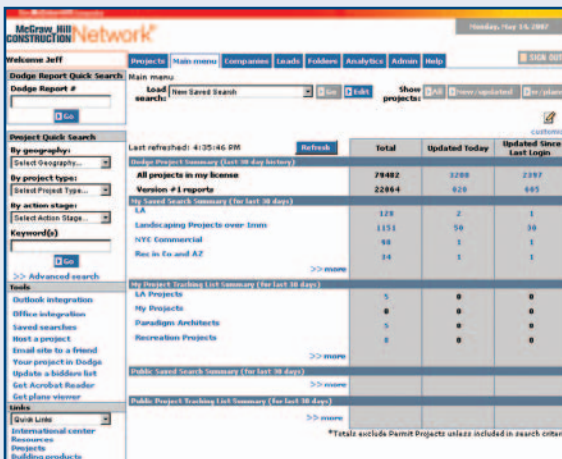 McGraw_Hill
CONSTRUCTION Network®
Monday, May 14, 2007
Welcome Jeff
Projects Main menu Companies Leads Folders Analytics Admin Help
SIGN OUT
Dodge Report Quick Search
Dodge Report #
Go
Main menu
Load search: New Saved Search Go Edit
Show projects: All New/updated w/plans
customi
Project Quick Search
By geography:
Select Geography...
By project type:
Select Project Type...
By action stage:
Select Action Stage...
Keyword(s)
Go
>> Advanced search
Tools
Outlook integration
Office integration
Saved searches
Host a project
Email site to a friend
Your project in Dodge
Update a bidders list
Get Acrobat Reader
Get plans viewer
Links
Quick Links
International center
Resources
Projects
Building products
Last refreshed: 4:35:46 PM Refresh Total Updated Today Updated Since Last Login
Dodge Project Summary (last 30 day history)
All projects in my license 79482 3208 2397
Version #1 reports 22864 620 605
My Saved Search Summary (for last 30 days)
LA 129 2 1
Landscaping Projects over 1mm 1151 50 30
NYC Commercial 1 1
Rec in Co and AZ 1 1
>>more
My Project Tracking List Summary (for last 30 days)
LA Projects 5 0 0
My Projects 0 0 0
Paradigm Architects 5 0 0
Recreation Projects 8 0 0
>>more
Public Saved Search Summary (for last 30 days)
>>more
Public Project Tracking List Summary (for last 30 days)
>>more
*Totals exclude Permit Projects unless included in search criter